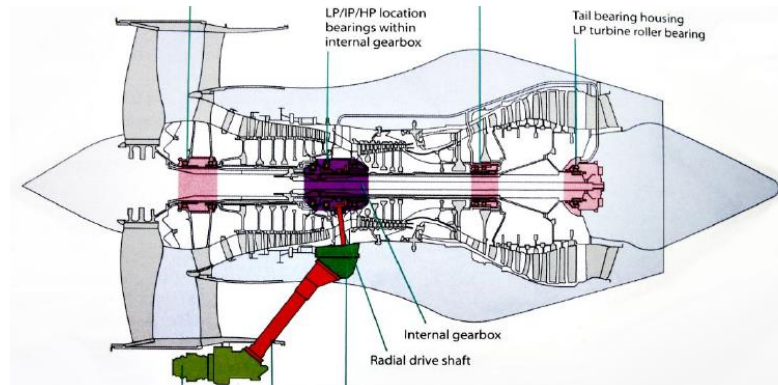 LP/IP/HP location
bearings within
internal gearbox
Tail bearing housing
LP turbine roller bearing
Internal gearbox
Radial drive shaft